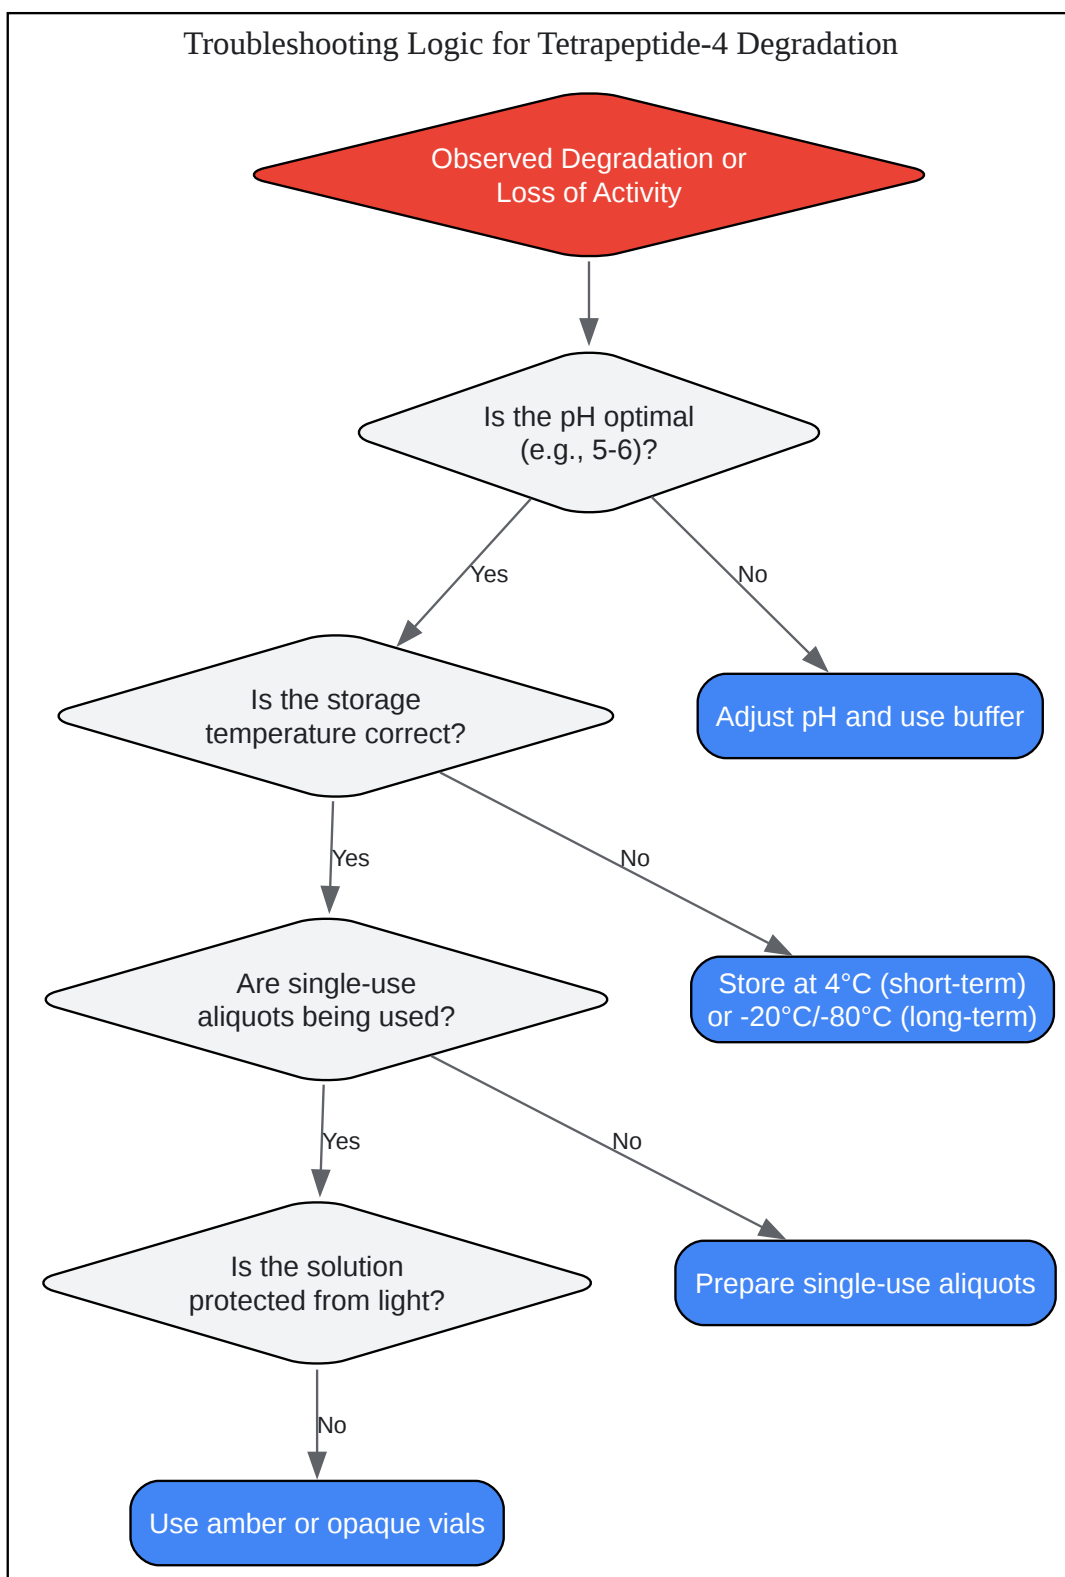 Troubleshooting Logic for Tetrapeptide-4 Degradation
Observed Degradation or
Loss of Activity
Is the pH optimal
(e.g., 5-6)?
Yes
No
Is the storage
temperature correct?
Adjust pH and use buffer
Yes
No
Are single-use
aliquots being used?
Store at 4°C (short-term)
or -20°C/-80°C (long-term)
Yes
No
Is the solution
protected from light?
Prepare single-use aliquots
No
Use amber or opaque vials